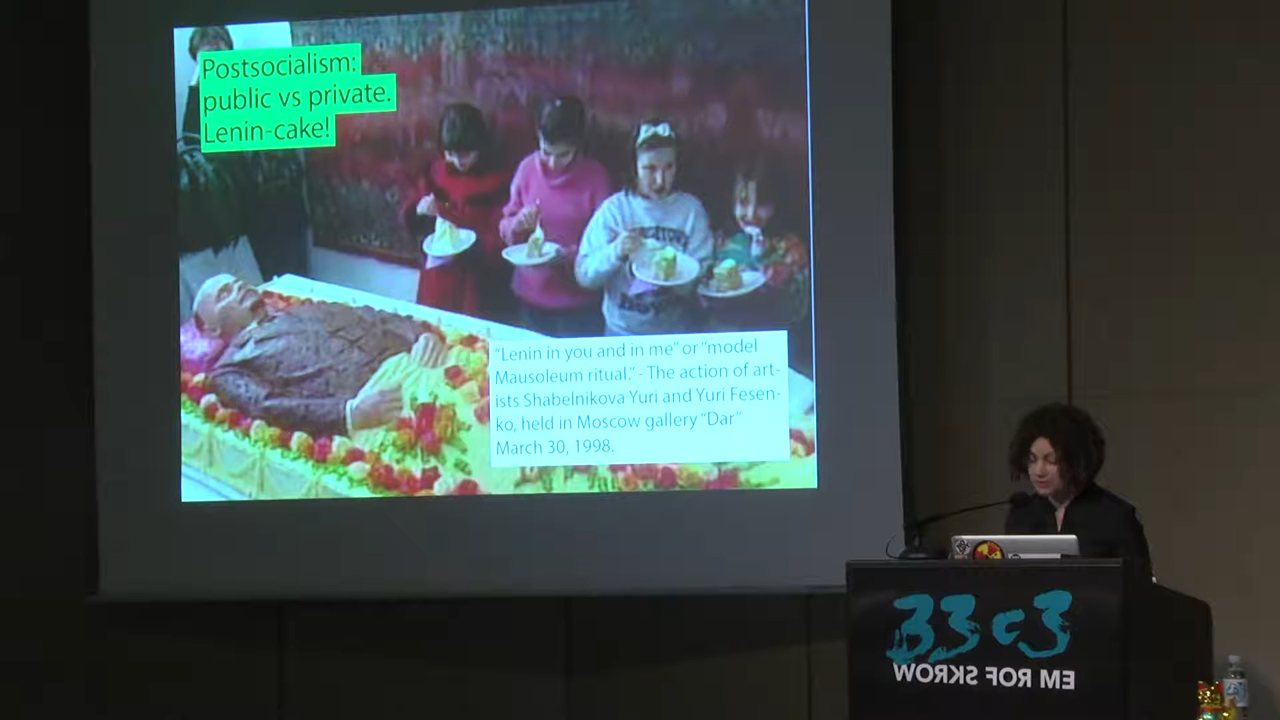 Postsocialism:
public vs private.
Lenin-cake!
"Lenin in you and in me" or "model
Mausoleum ritual." - The action of art-
ists Shabelnikova Yuri and Yuri Fesen-
ko, held in Moscow gallery "Dar"
March 30, 1998.
33c3
WORKS FOR ME